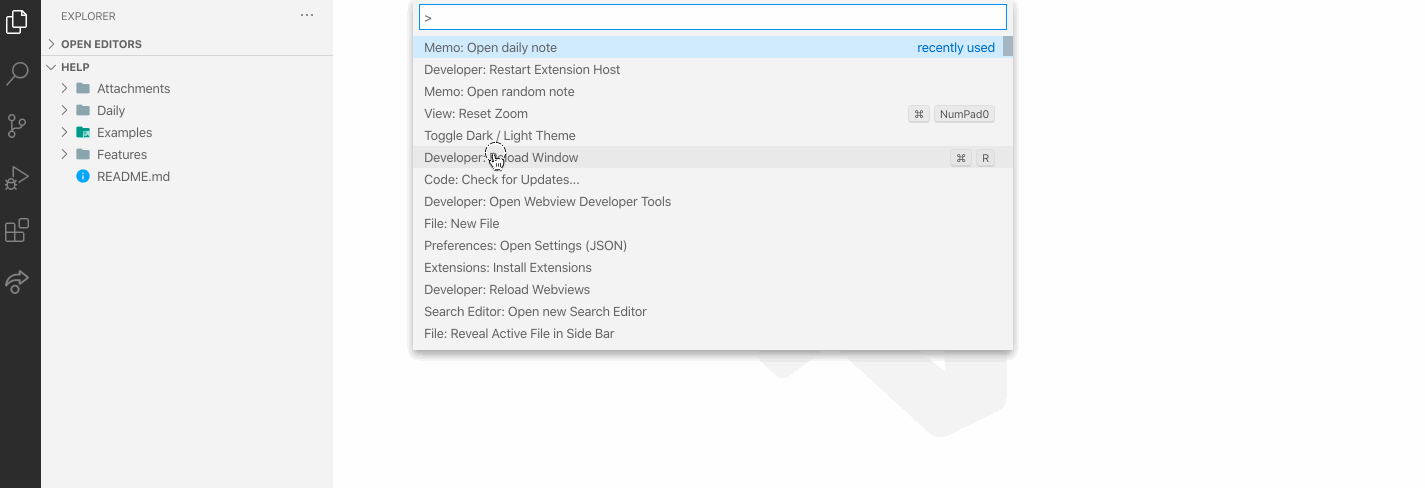 EXPLORER
OPEN EDITORS
HELP
Attachments
Daily
Examples
Features
README.md
>
Memo: Open daily note recently used
Developer: Restart Extension Host
Memo: Open random note
View: Reset Zoom ⌘ NumPad0
Toggle Dark / Light Theme
Developer: Reload Window ⌘ R
Code: Check for Updates...
Developer: Open Webview Developer Tools
File: New File
Preferences: Open Settings (JSON)
Extensions: Install Extensions
Developer: Reload Webviews
Search Editor: Open new Search Editor
File: Reveal Active File in Side Bar